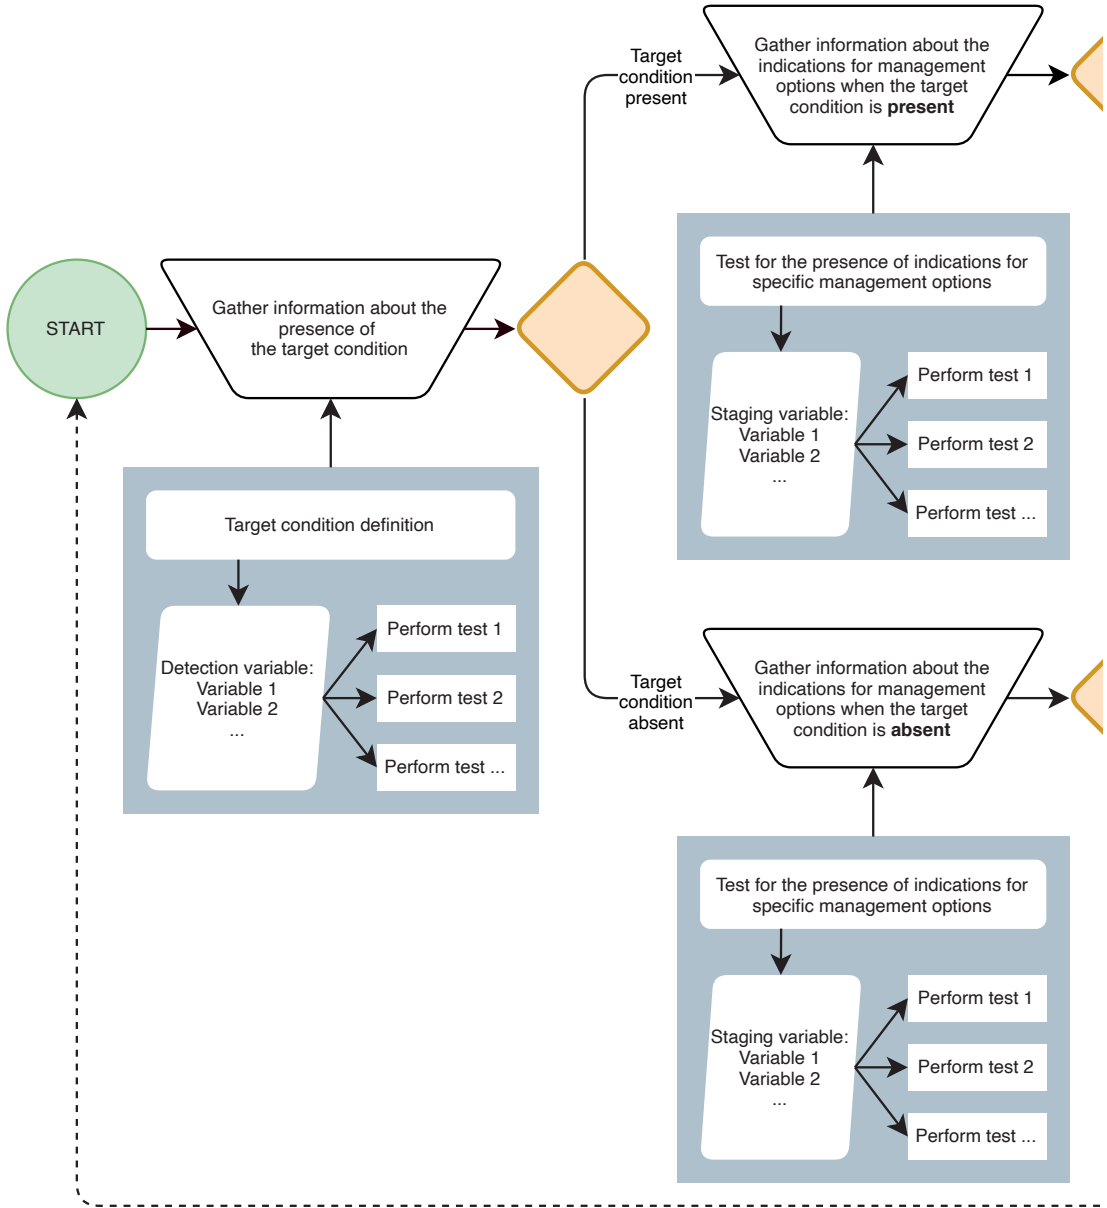 START
Gather information about the
presence of
the target condition
Target condition definition
Detection variable:
Variable 1
Variable 2
...
Perform test 1
Perform test 2
Perform test ...
Target
condition
present
Gather information about the
indications for management
options when the target
condition is present
Test for the presence of indications for
specific management options
Staging variable:
Variable 1
Variable 2
...
Perform test 1
Perform test 2
Perform test ...
Target
condition
absent
Gather information about the
indications for management
options when the target
condition is absent
Test for the presence of indications for
specific management options
Staging variable:
Variable 1
Variable 2
...
Perform test 1
Perform test 2
Perform test ...